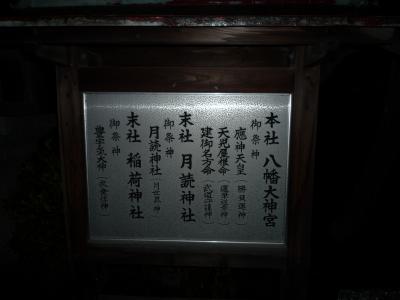 本社 八幡大神宮
御祭神
應神天皇
天児屋根命
建御名方命
末社 月読神社
御祭神
月読神社
末社 稲荷神社
御祭神
豊宇気大神